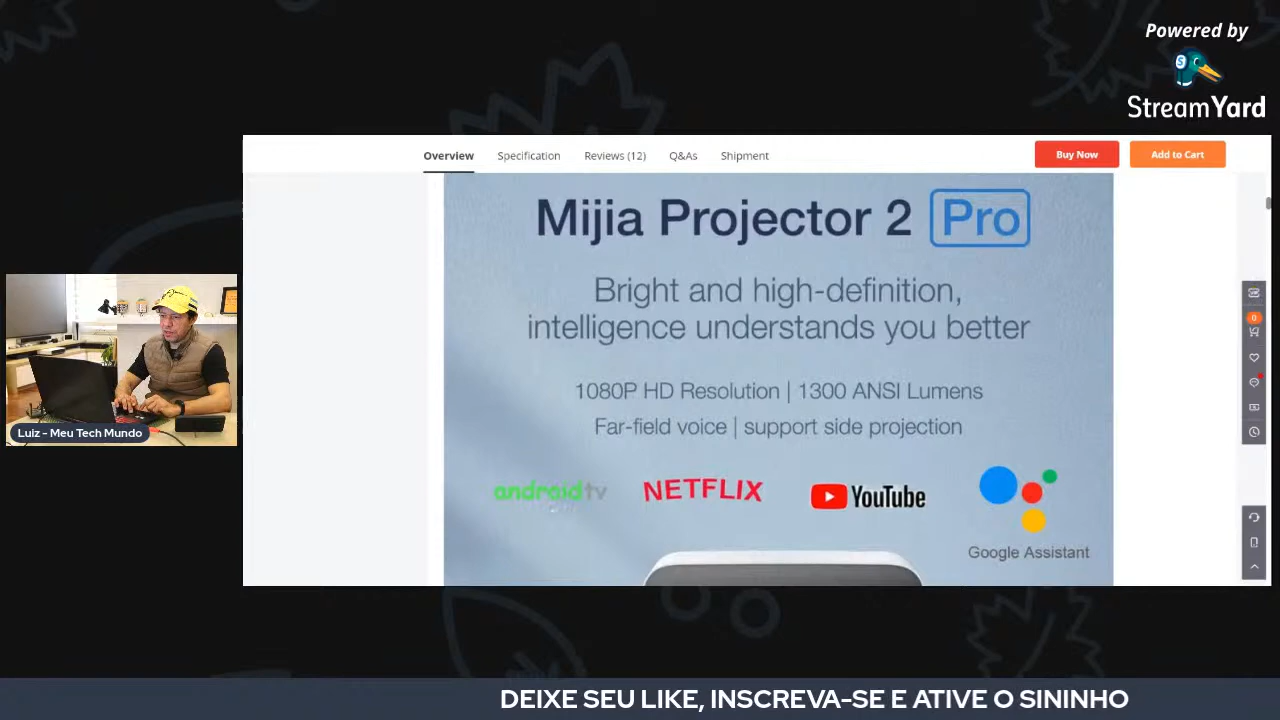 Powered by
StreamYard
Overview Specification Reviews (12) Q&As Shipment Buy Now Add to Cart
Mijia Projector 2 Pro
Bright and high-definition,
intelligence understands you better
1080P HD Resolution | 1300 ANSI Lumens
Far-field voice | support side projection
androidtv NETFLIX YouTube
Google Assistant
0
Luiz - Meu Tech Mundo
DEIXE SEU LIKE, INSCREVA-SE E ATIVE O SININHO